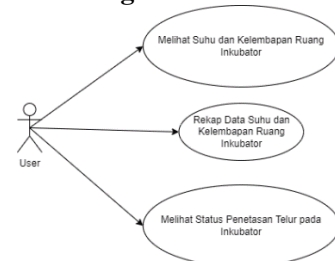 Melihat Suhu dan Kelembapan Ruang
Inkubator
Rekap Data Suhu dan
Kelembapan Ruang
Inkubator
User
Melihat Status Penetasan Telur pada
Inkubator